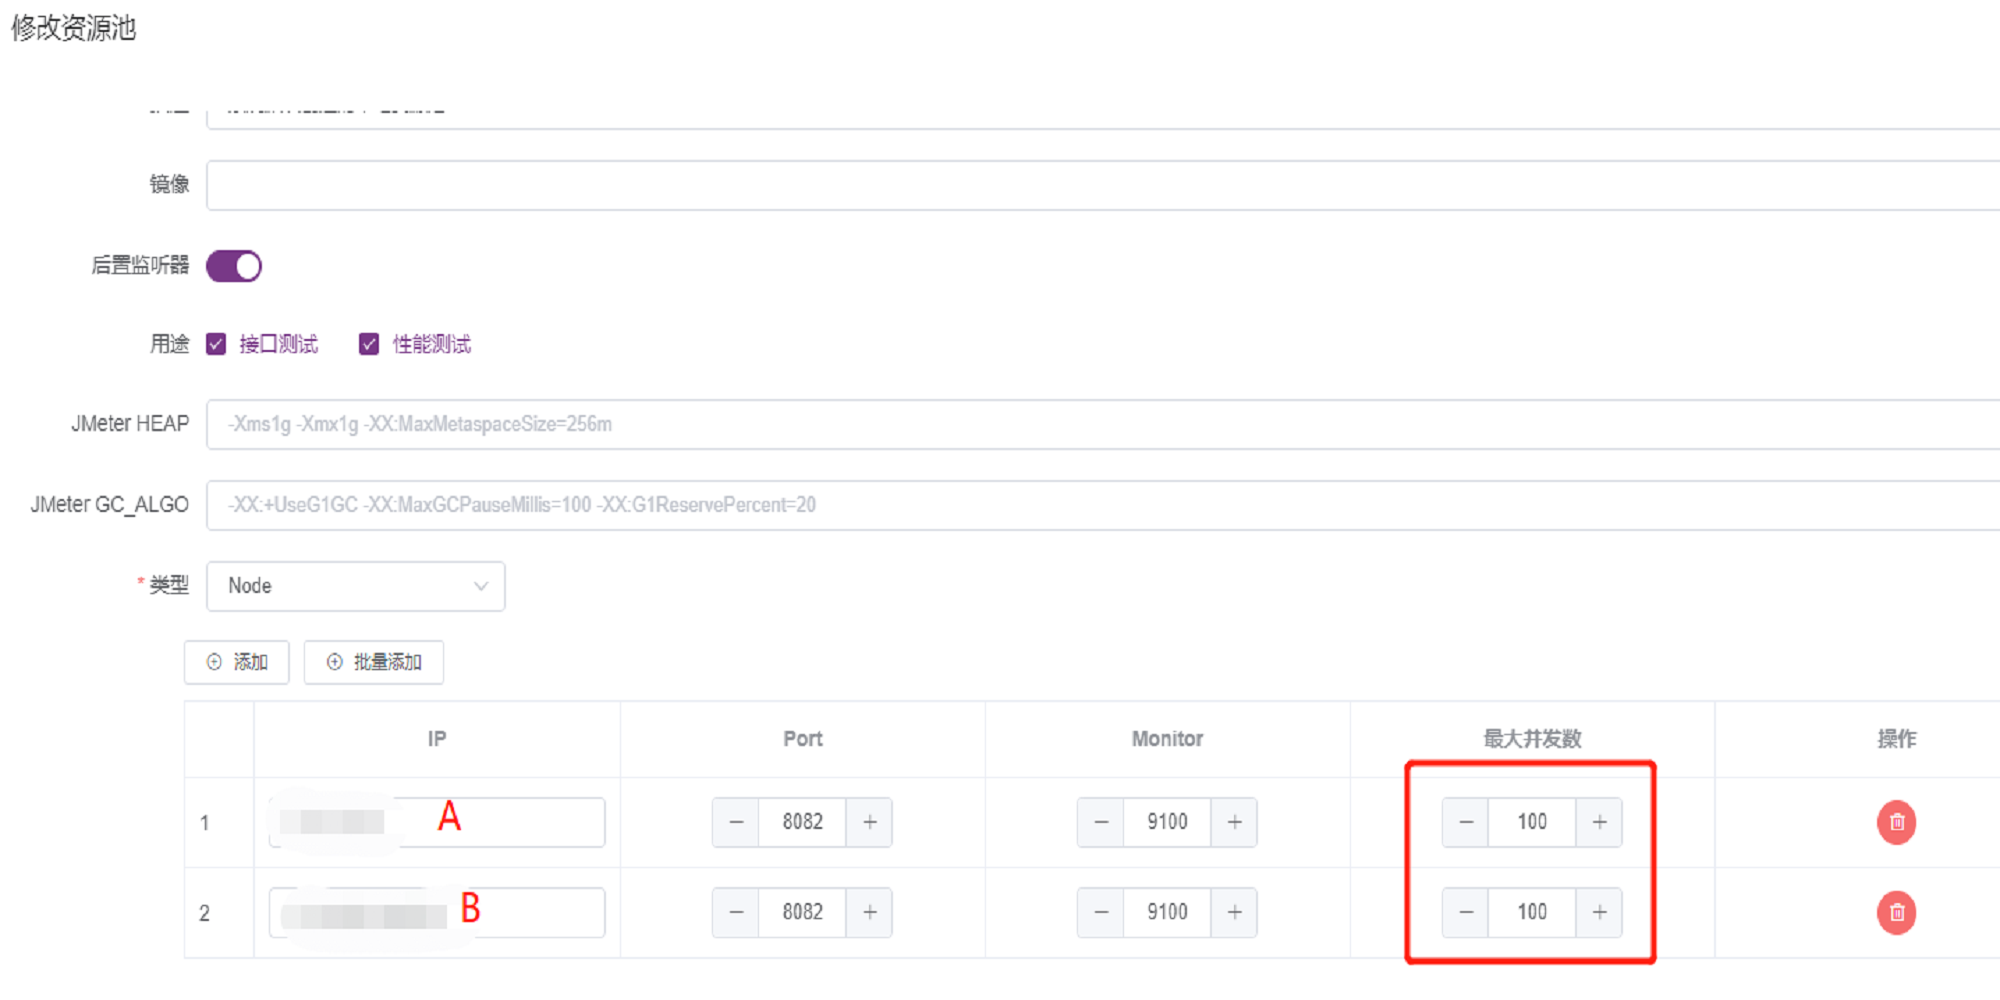 修改资源池
镜像
后置监听器
用途 接口测试 性能测试
JMeter HEAP -Xms1g -Xmx1g -XX:MaxMetaspaceSize=256m
JMeter GC_ALGO -XX:+UseG1GC -XX:MaxGCPauseMillis=100 -XX:G1ReservePercent=20
* 类型 Node
添加 批量添加
IP Port Monitor 最大并发数 操作
1 A 8082 9100 100
2 B 8082 9100 100